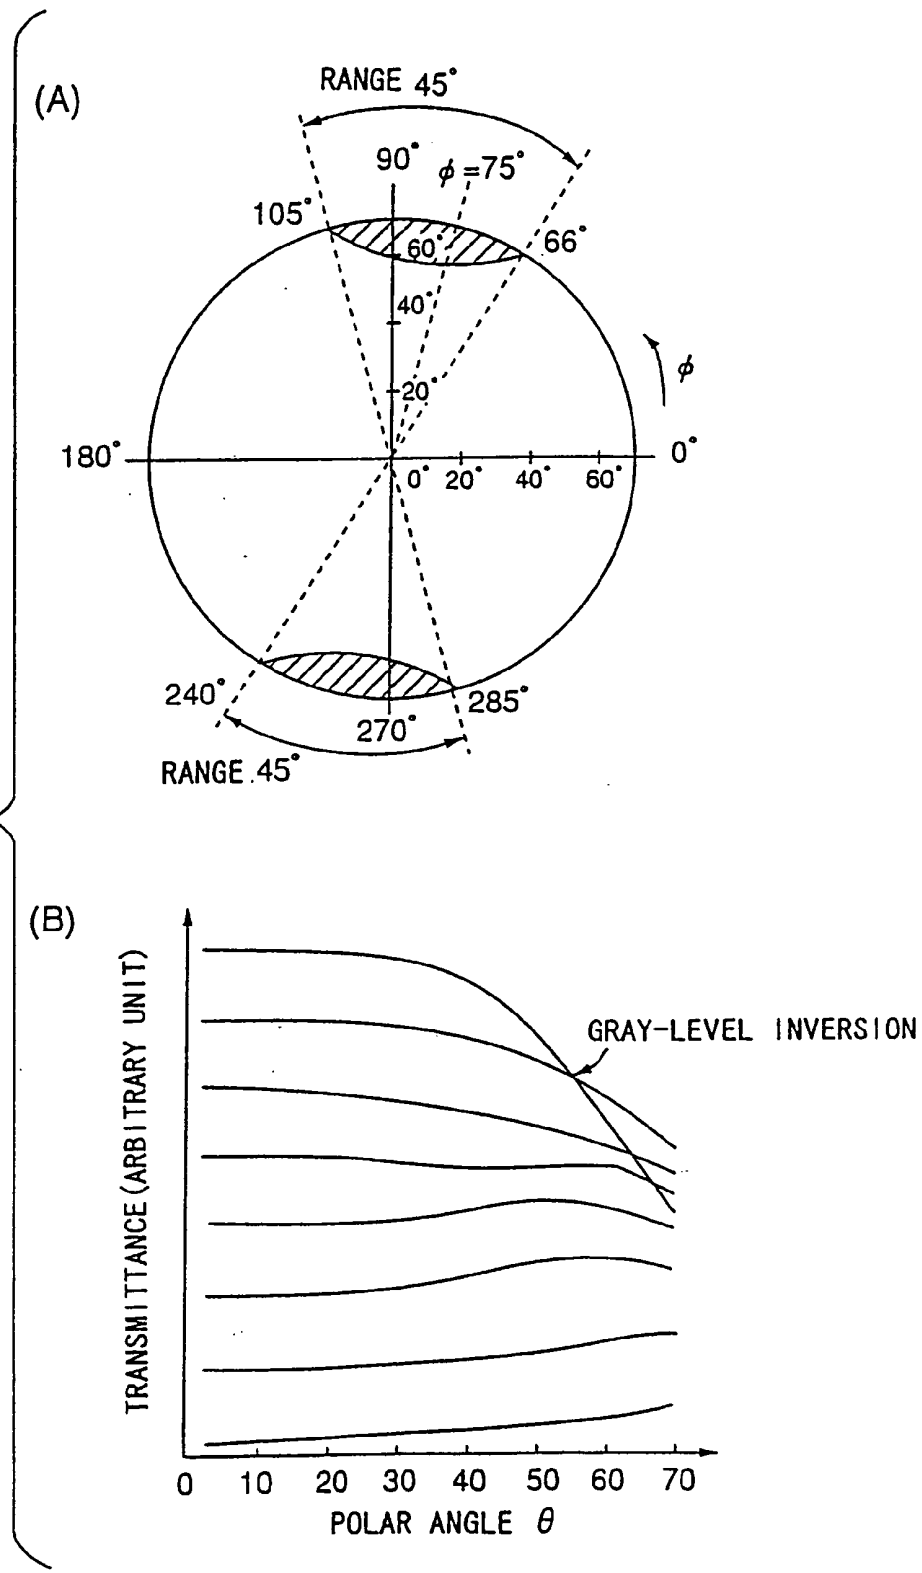 (A)
RANGE 45°
90°
ϕ=75°
105°
66°
60°
40°
20°
ϕ
180°
0°
0° 20° 40° 60°
240°
285°
270°
RANGE.45°
(B)
TRANSMITTANCE(ARBITRARY UNIT)
GRAY-LEVEL INVERSION
0 10 20 30 40 50 60 70
POLAR ANGLE θ